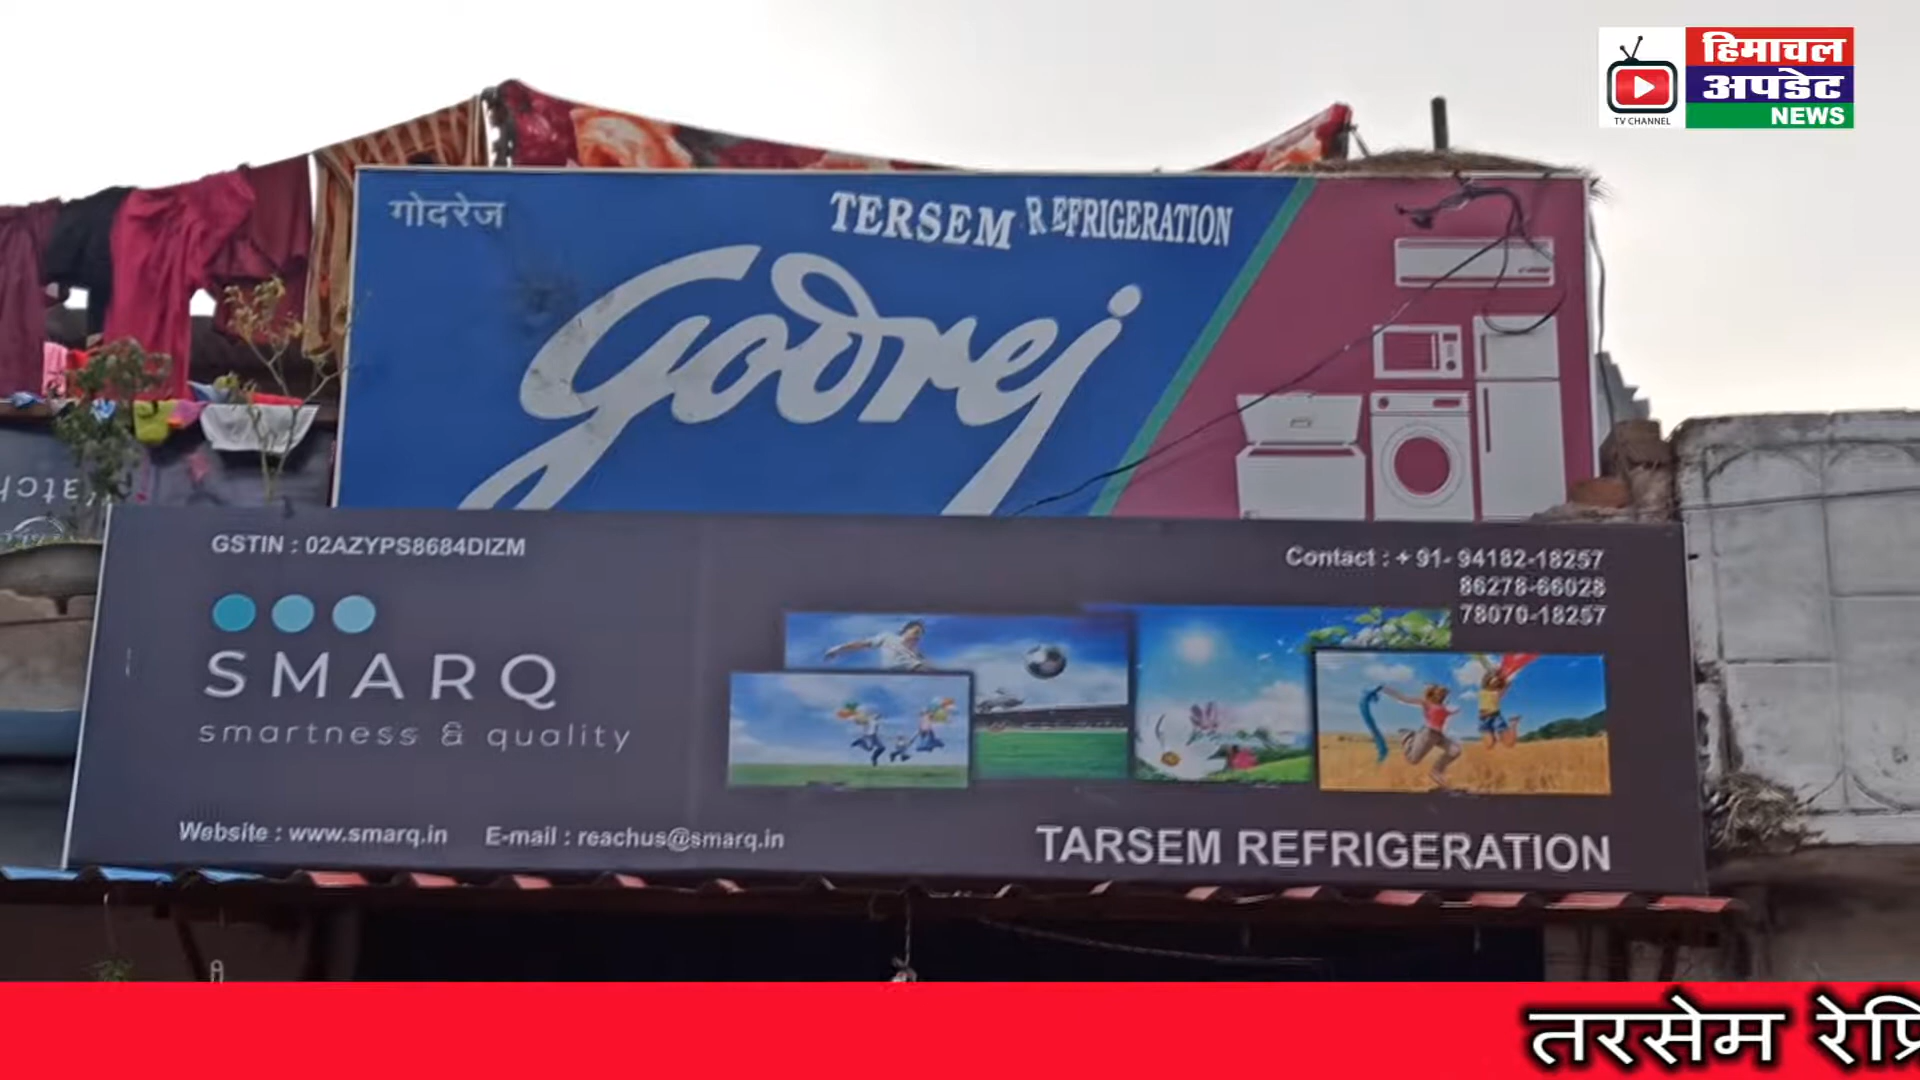 हिमाचल
अपडेट
NEWS
TV CHANNEL
गोदरेज
TERSEM REFRIGERATION
Godrej
GSTIN : 02AZYPS8684DIZM
Contact : + 91- 94182-18257
86278-66028
78070-18257
SMARQ
smartness & quality
Website : www.smarq.in E-mail : reachus@smarq.in
TARSEM REFRIGERATION
तरसेम रेफ्रि